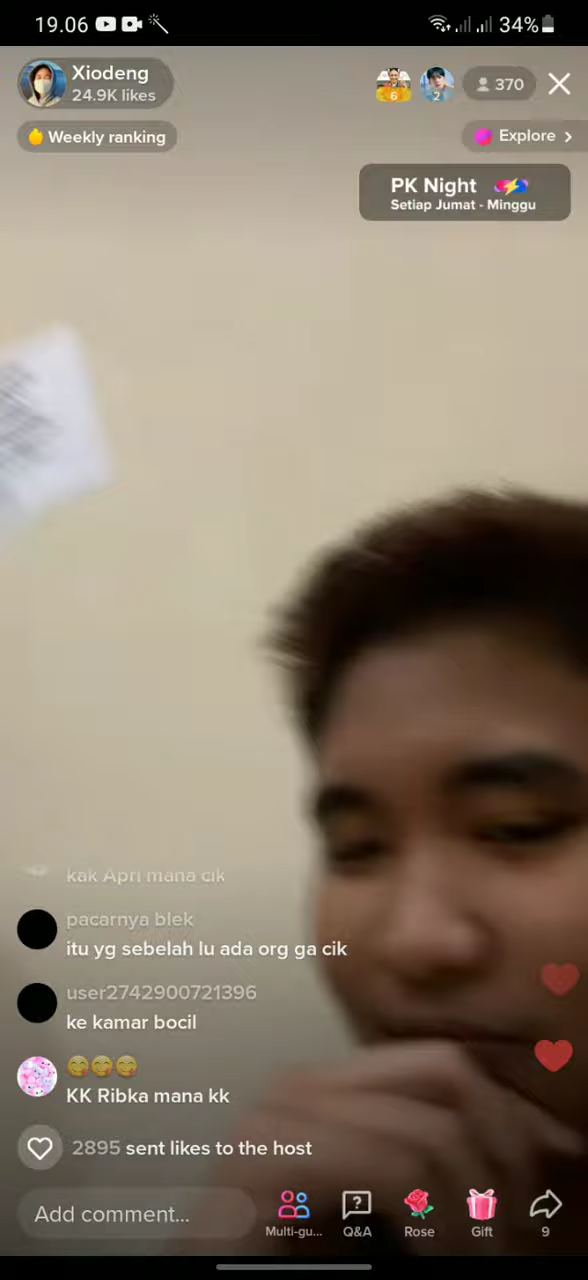 19.06
34%
Xiodeng
24.9K likes
6
2
370
Weekly ranking
Explore
PK Night
Setiap Jumat - Minggu
kak Apri mana cik
pacarnya blek
itu yg sebelah lu ada org ga cik
user2742900721396
ke kamar bocil
😋😋😋
KK Ribka mana kk
2895 sent likes to the host
Add comment...
Multi-gu...
Q&A
Rose
Gift
9